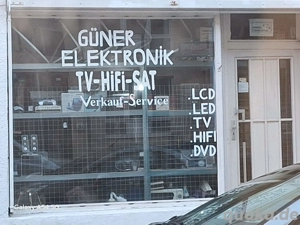 GÜNER
ELEKTRONIK
TV-HiFi-SAT
Verkauf-Service
.LCD
.LED
.TV
.HIFI
.DVD